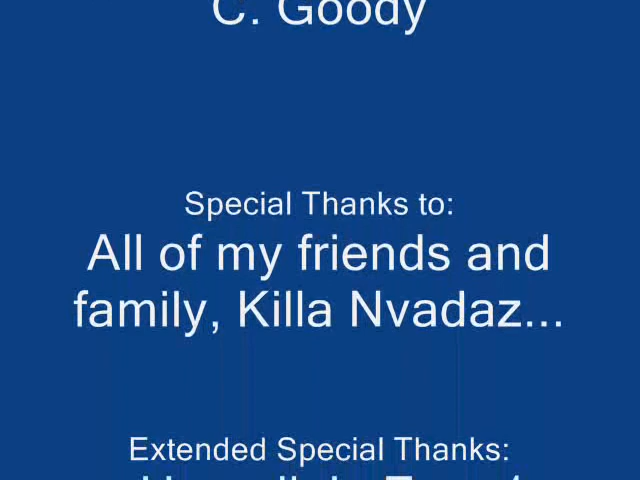 C. Goody
Special Thanks to:
All of my friends and
family, Killa Nvadaz...
Extended Special Thanks: